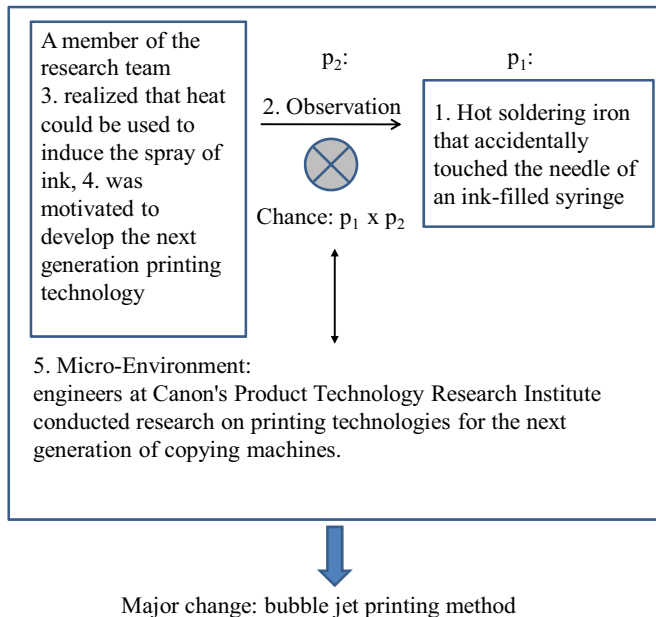 A member of the
research team
3. realized that heat
could be used to
induce the spray of
ink, 4. was
motivated to
develop the next
generation printing
technology
p₂:
2. Observation
Chance: p₁ x p₂
p₁:
1. Hot soldering iron
that accidentally
touched the needle of
an ink-filled syringe
5. Micro-Environment:
engineers at Canon's Product Technology Research Institute
conducted research on printing technologies for the next
generation of copying machines.
Major change: bubble jet printing method